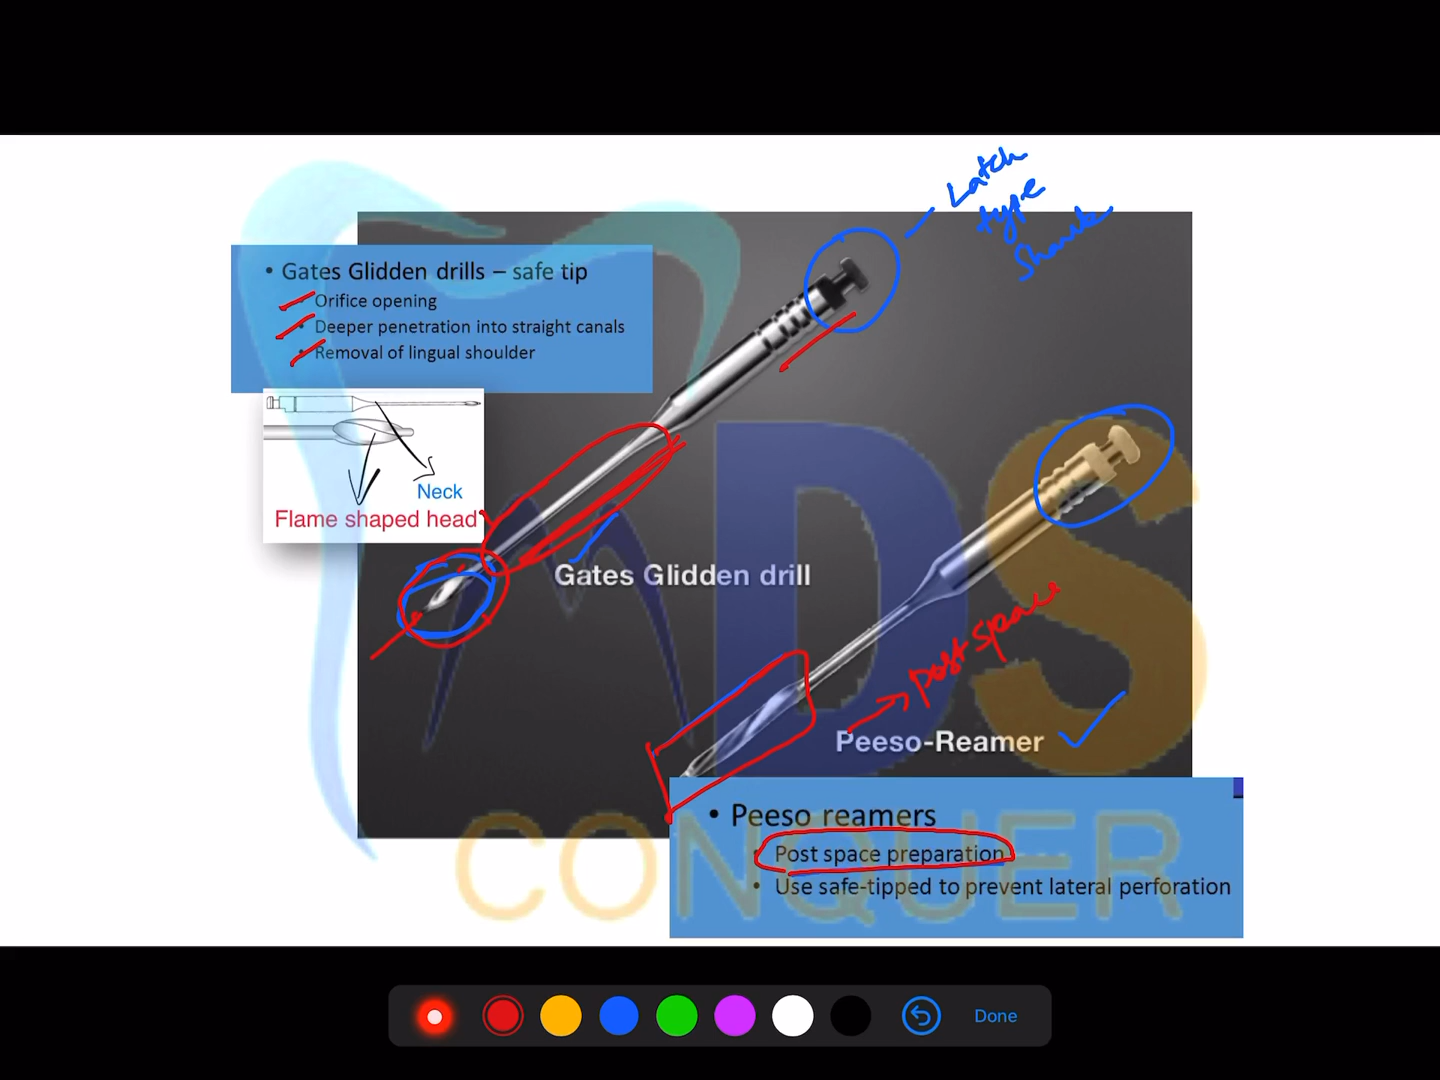 Latch
type
Shank
• Gates Glidden drills – safe tip
• Orifice opening
• Deeper penetration into straight canals
• Removal of lingual shoulder
Neck
Flame shaped head
Gates Glidden drill
post space
Peeso-Reamer
• Peeso reamers
• Post space preparation
• Use safe-tipped to prevent lateral perforation
MDS
CONQUER
Done